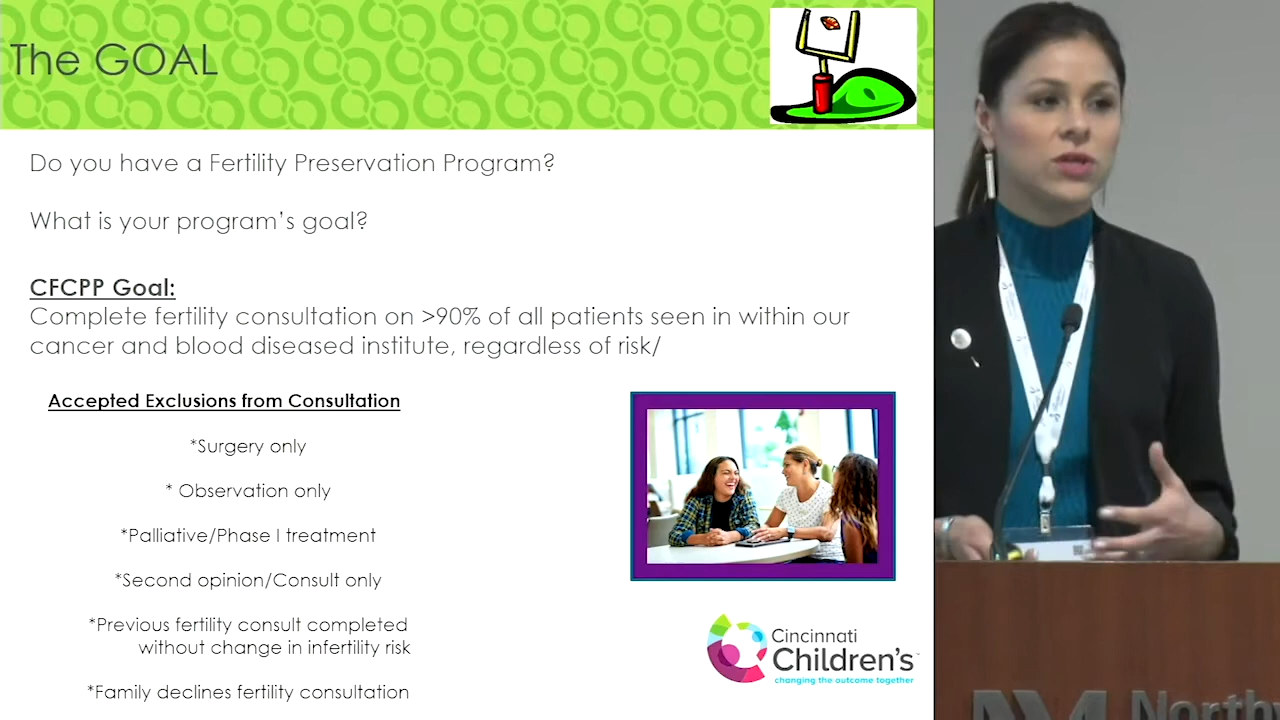 The GOAL
Do you have a Fertility Preservation Program?
What is your program's goal?
CFCPP Goal:
Complete fertility consultation on >90% of all patients seen in within our
cancer and blood diseased institute, regardless of risk/
Accepted Exclusions from Consultation
*Surgery only
* Observation only
*Palliative/Phase I treatment
*Second opinion/Consult only
*Previous fertility consult completed
without change in infertility risk
*Family declines fertility consultation
Cincinnati
Children's
changing the outcome together